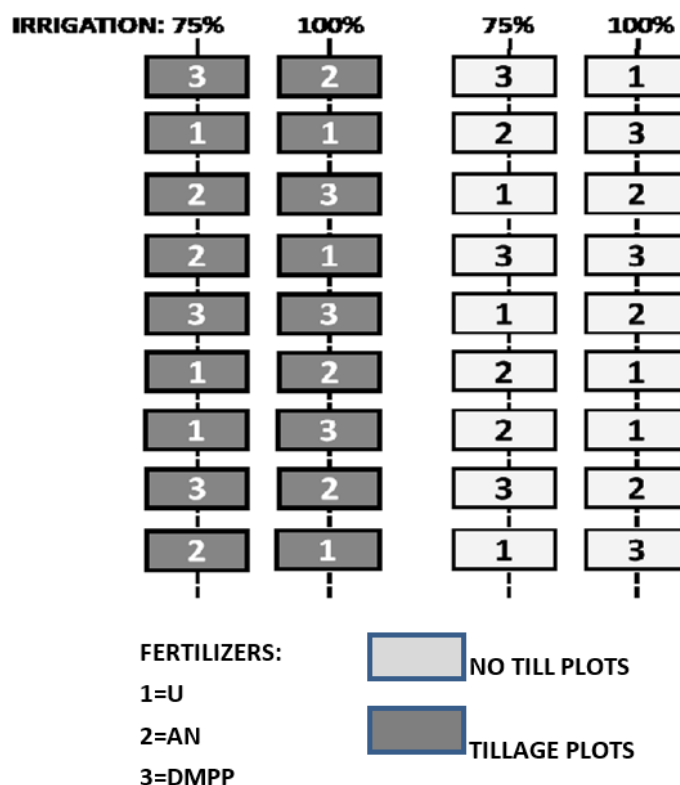 IRRIGATION: 75% 100% 75% 100%
3 2 3 1
1 1 2 3
2 3 1 2
2 1 3 3
3 3 1 2
1 2 2 1
1 3 2 1
3 2 3 2
2 1 1 3
FERTILIZERS:
NO TILL PLOTS
1=U
2=AN
TILLAGE PLOTS
3=DMPP